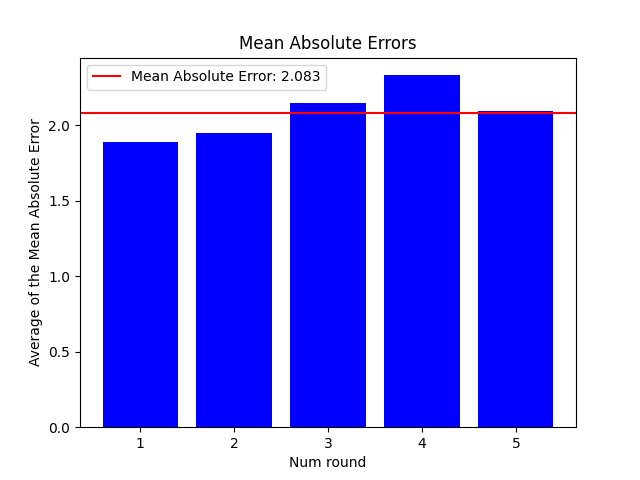 Mean Absolute Errors
Mean Absolute Error: 2.083
Average of the Mean Absolute Error
2.0
1.5
1.0
0.5
0.0
1 2 3 4 5
Num round